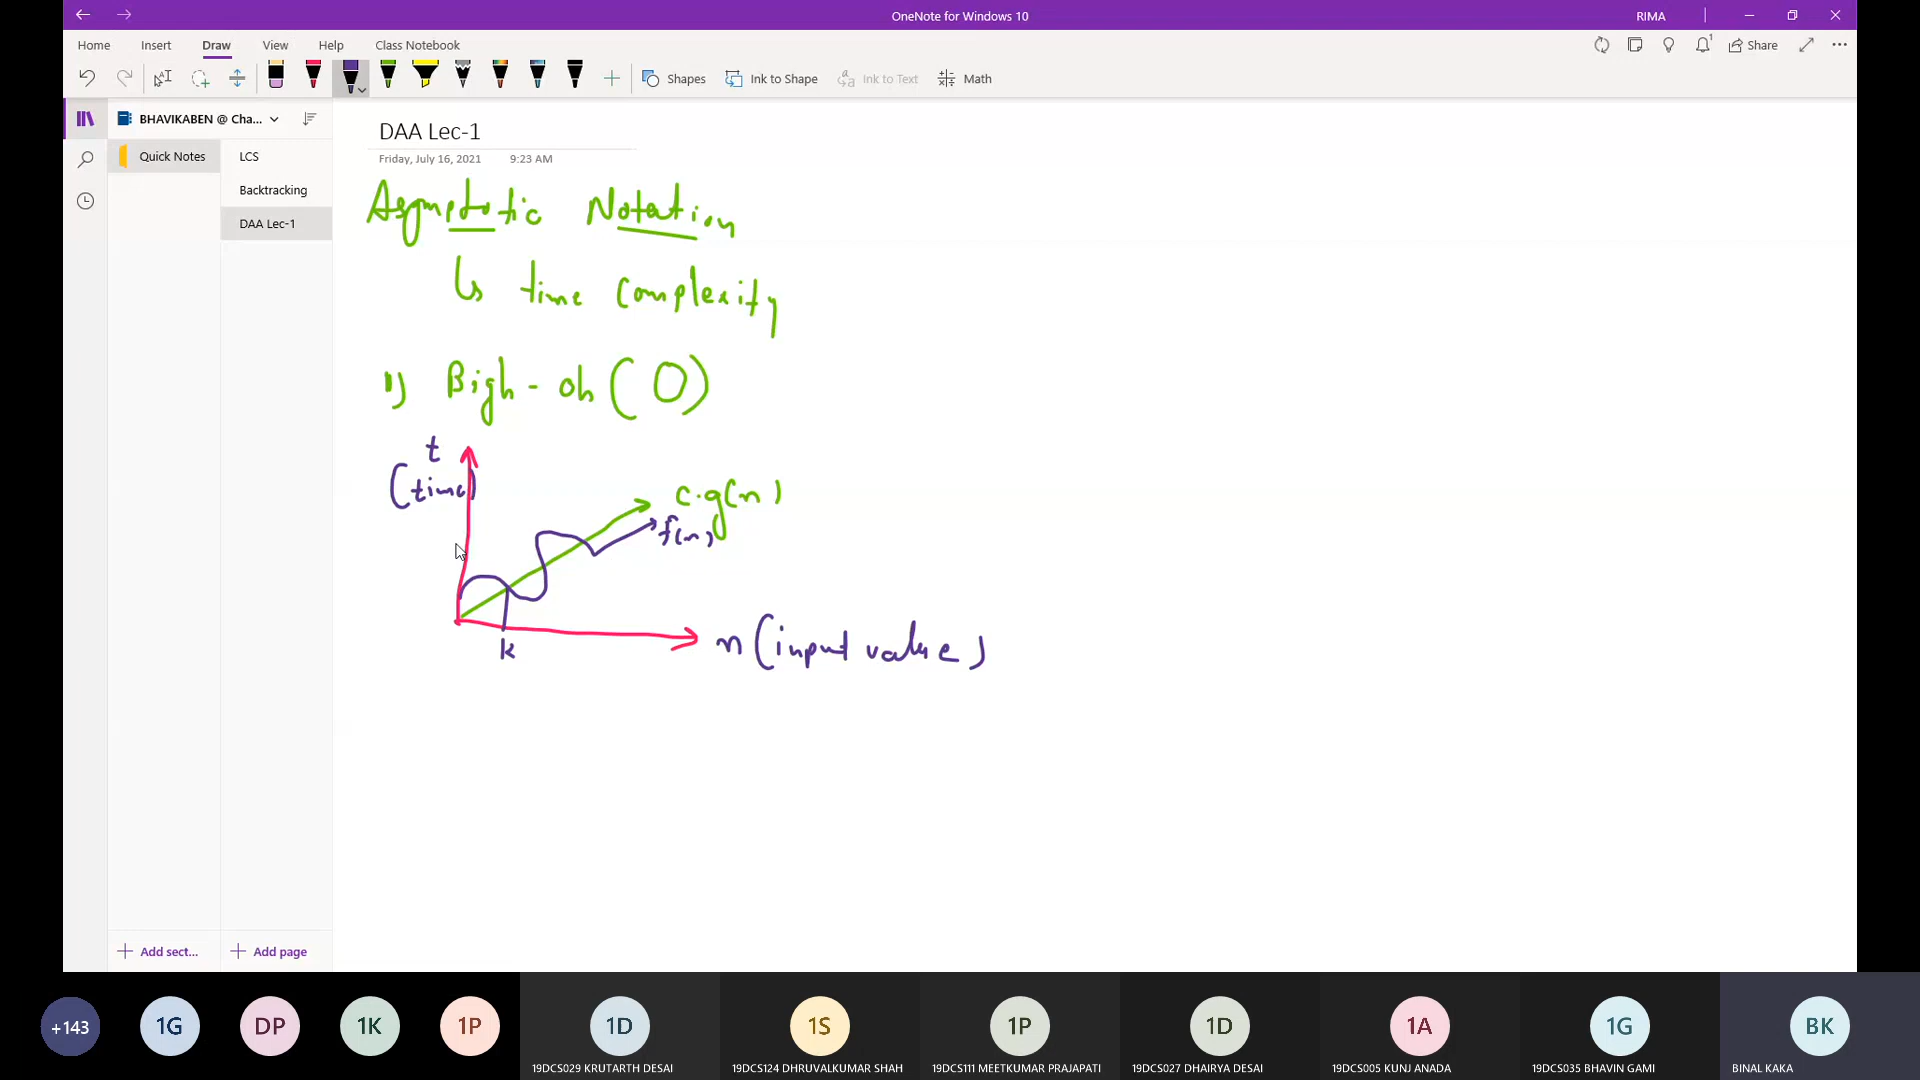 OneNote for Windows 10
RIMA
Home Insert Draw View Help Class Notebook
Share
Shapes Ink to Shape Ink to Text Math
BHAVIKABEN @ Cha...
Quick Notes
LCS
Backtracking
DAA Lec-1
DAA Lec-1
Friday, July 16, 2021 9:23 AM
Asymptotic Notation
↳ time complexity
1) Bigh - oh ( O )
t
(time)
c.g(n)
f(n)
k
n (input value)
Add sect...
Add page
+143
1G
DP
1K
1P
1D
1S
1P
1D
1A
1G
BK
19DCS029 KRUTARTH DESAI
19DCS124 DHRUVALKUMAR SHAH
19DCS111 MEETKUMAR PRAJAPATI
19DCS027 DHAIRYA DESAI
19DCS005 KUNJ ANADA
19DCS035 BHAVIN GAMI
BINAL KAKA